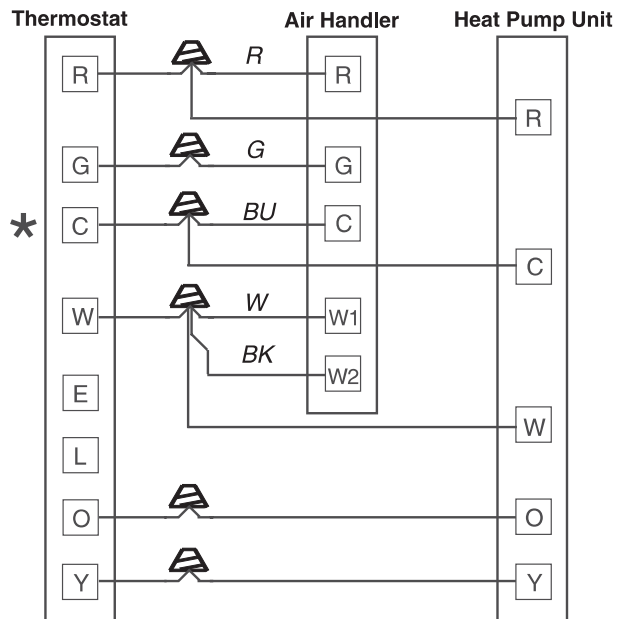 Thermostat Air Handler Heat Pump Unit
R R R
R
G G G
* C BU C
C
W W W1
BK W2
E
W
L
O O
Y Y